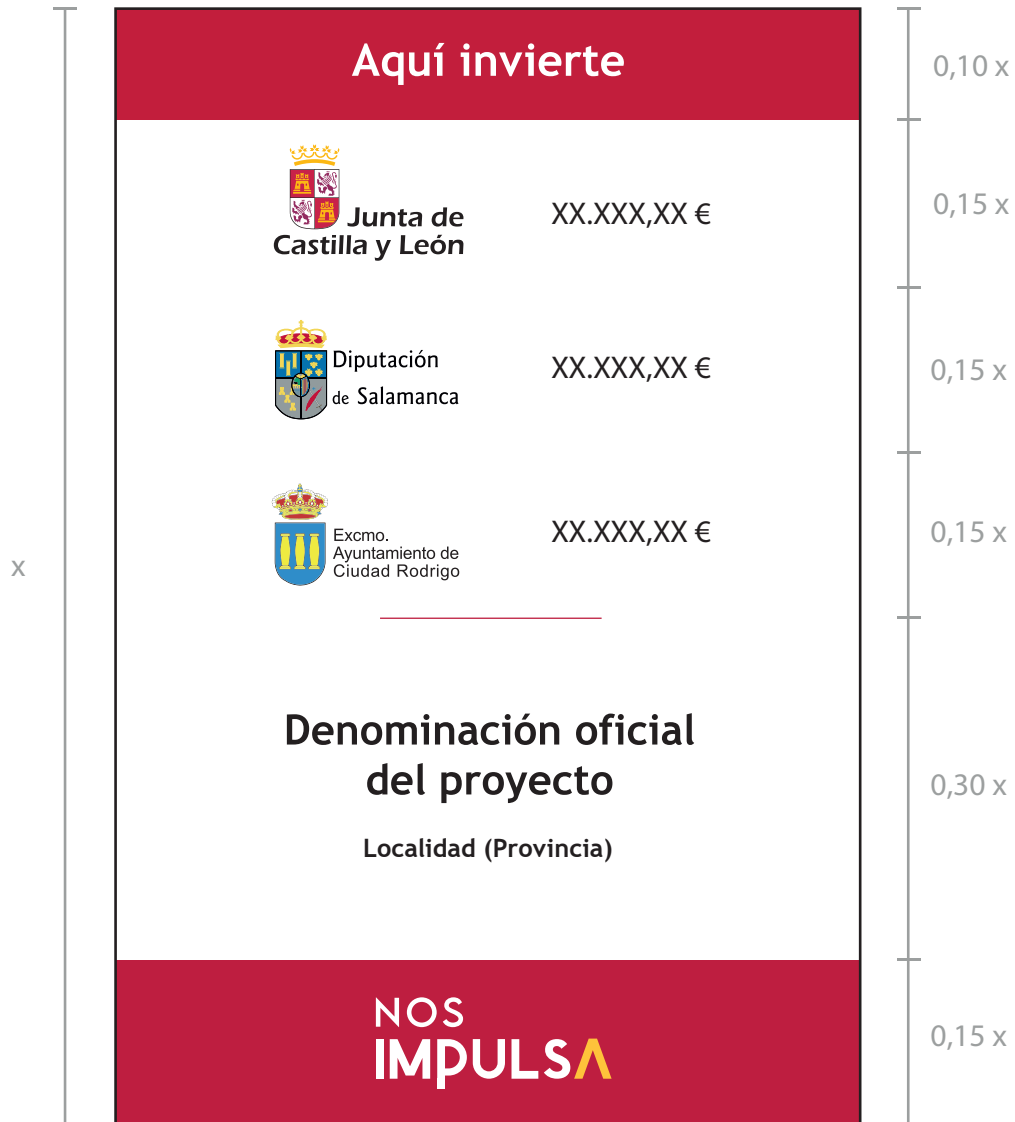 Aquí invierte
0,10 x
Junta de
Castilla y León
XX.XXX,XX €
0,15 x
Diputación
de Salamanca
XX.XXX,XX €
0,15 x
Excmo.
Ayuntamiento de
Ciudad Rodrigo
XX.XXX,XX €
0,15 x
x
Denominación oficial
del proyecto
Localidad (Provincia)
0,30 x
NOS
IMPULSA
0,15 x